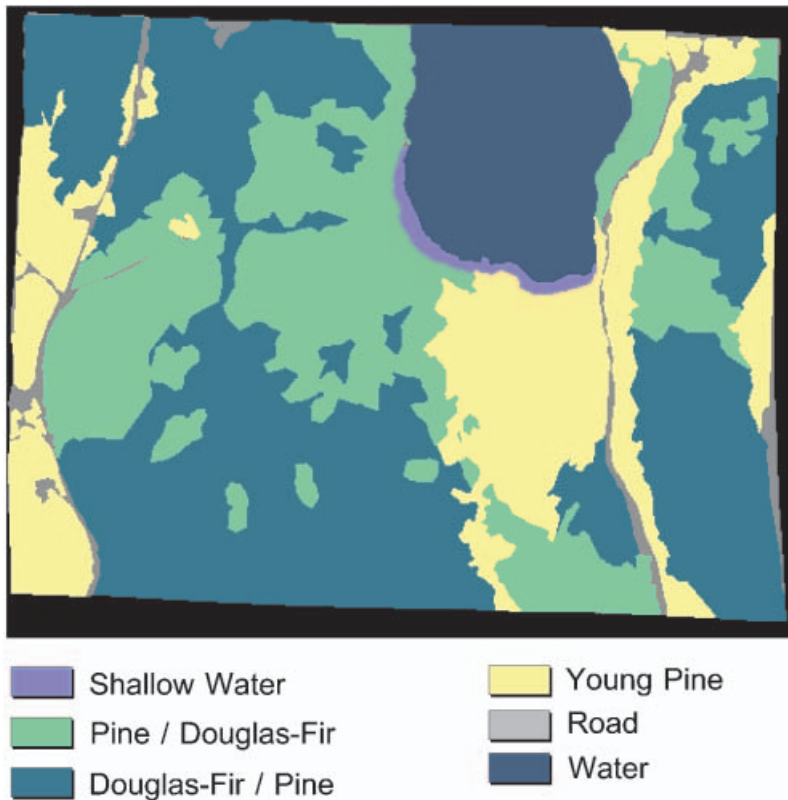 Shallow Water
Pine / Douglas-Fir
Douglas-Fir / Pine
Young Pine
Road
Water